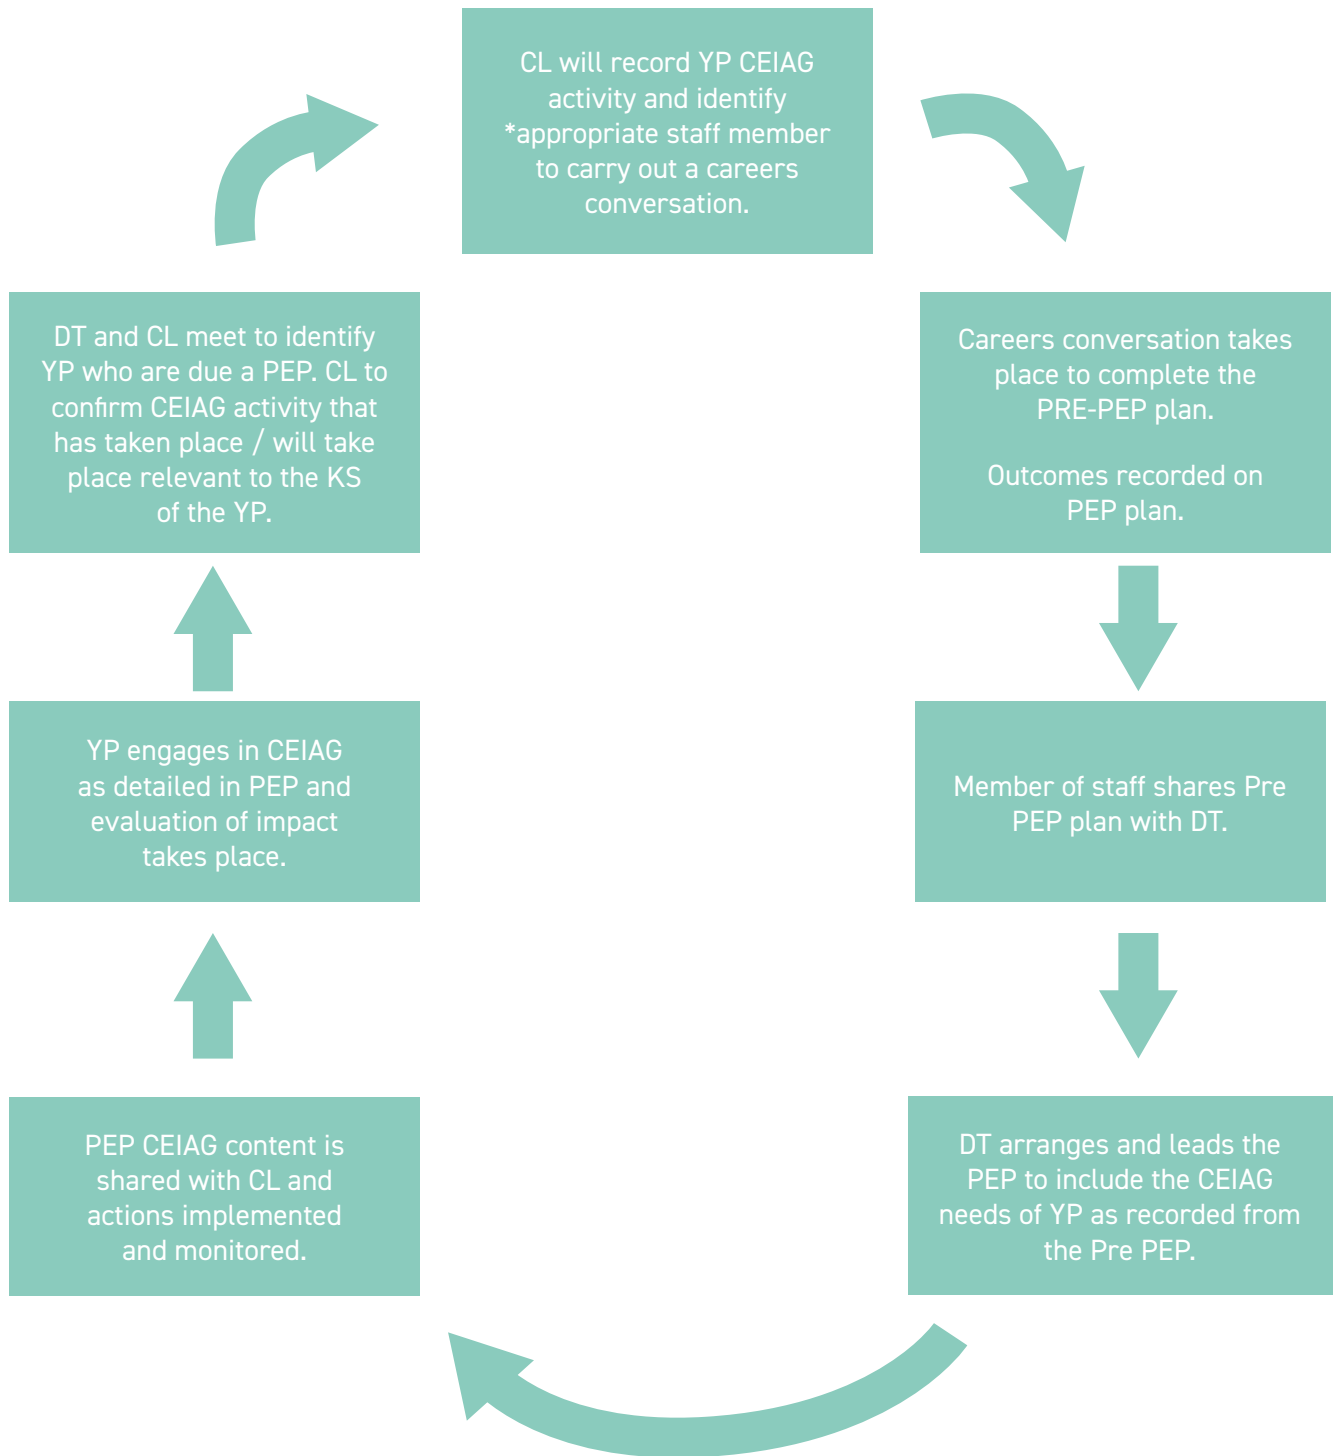 CL will record YP CEIAG
activity and identify
*appropriate staff member
to carry out a careers
conversation.
Careers conversation takes
place to complete the
PRE-PEP plan.
Outcomes recorded on
PEP plan.
Member of staff shares Pre
PEP plan with DT.
DT arranges and leads the
PEP to include the CEIAG
needs of YP as recorded from
the Pre PEP.
PEP CEIAG content is
shared with CL and
actions implemented
and monitored.
YP engages in CEIAG
as detailed in PEP and
evaluation of impact
takes place.
DT and CL meet to identify
YP who are due a PEP. CL to
confirm CEIAG activity that
has taken place / will take
place relevant to the KS
of the YP.